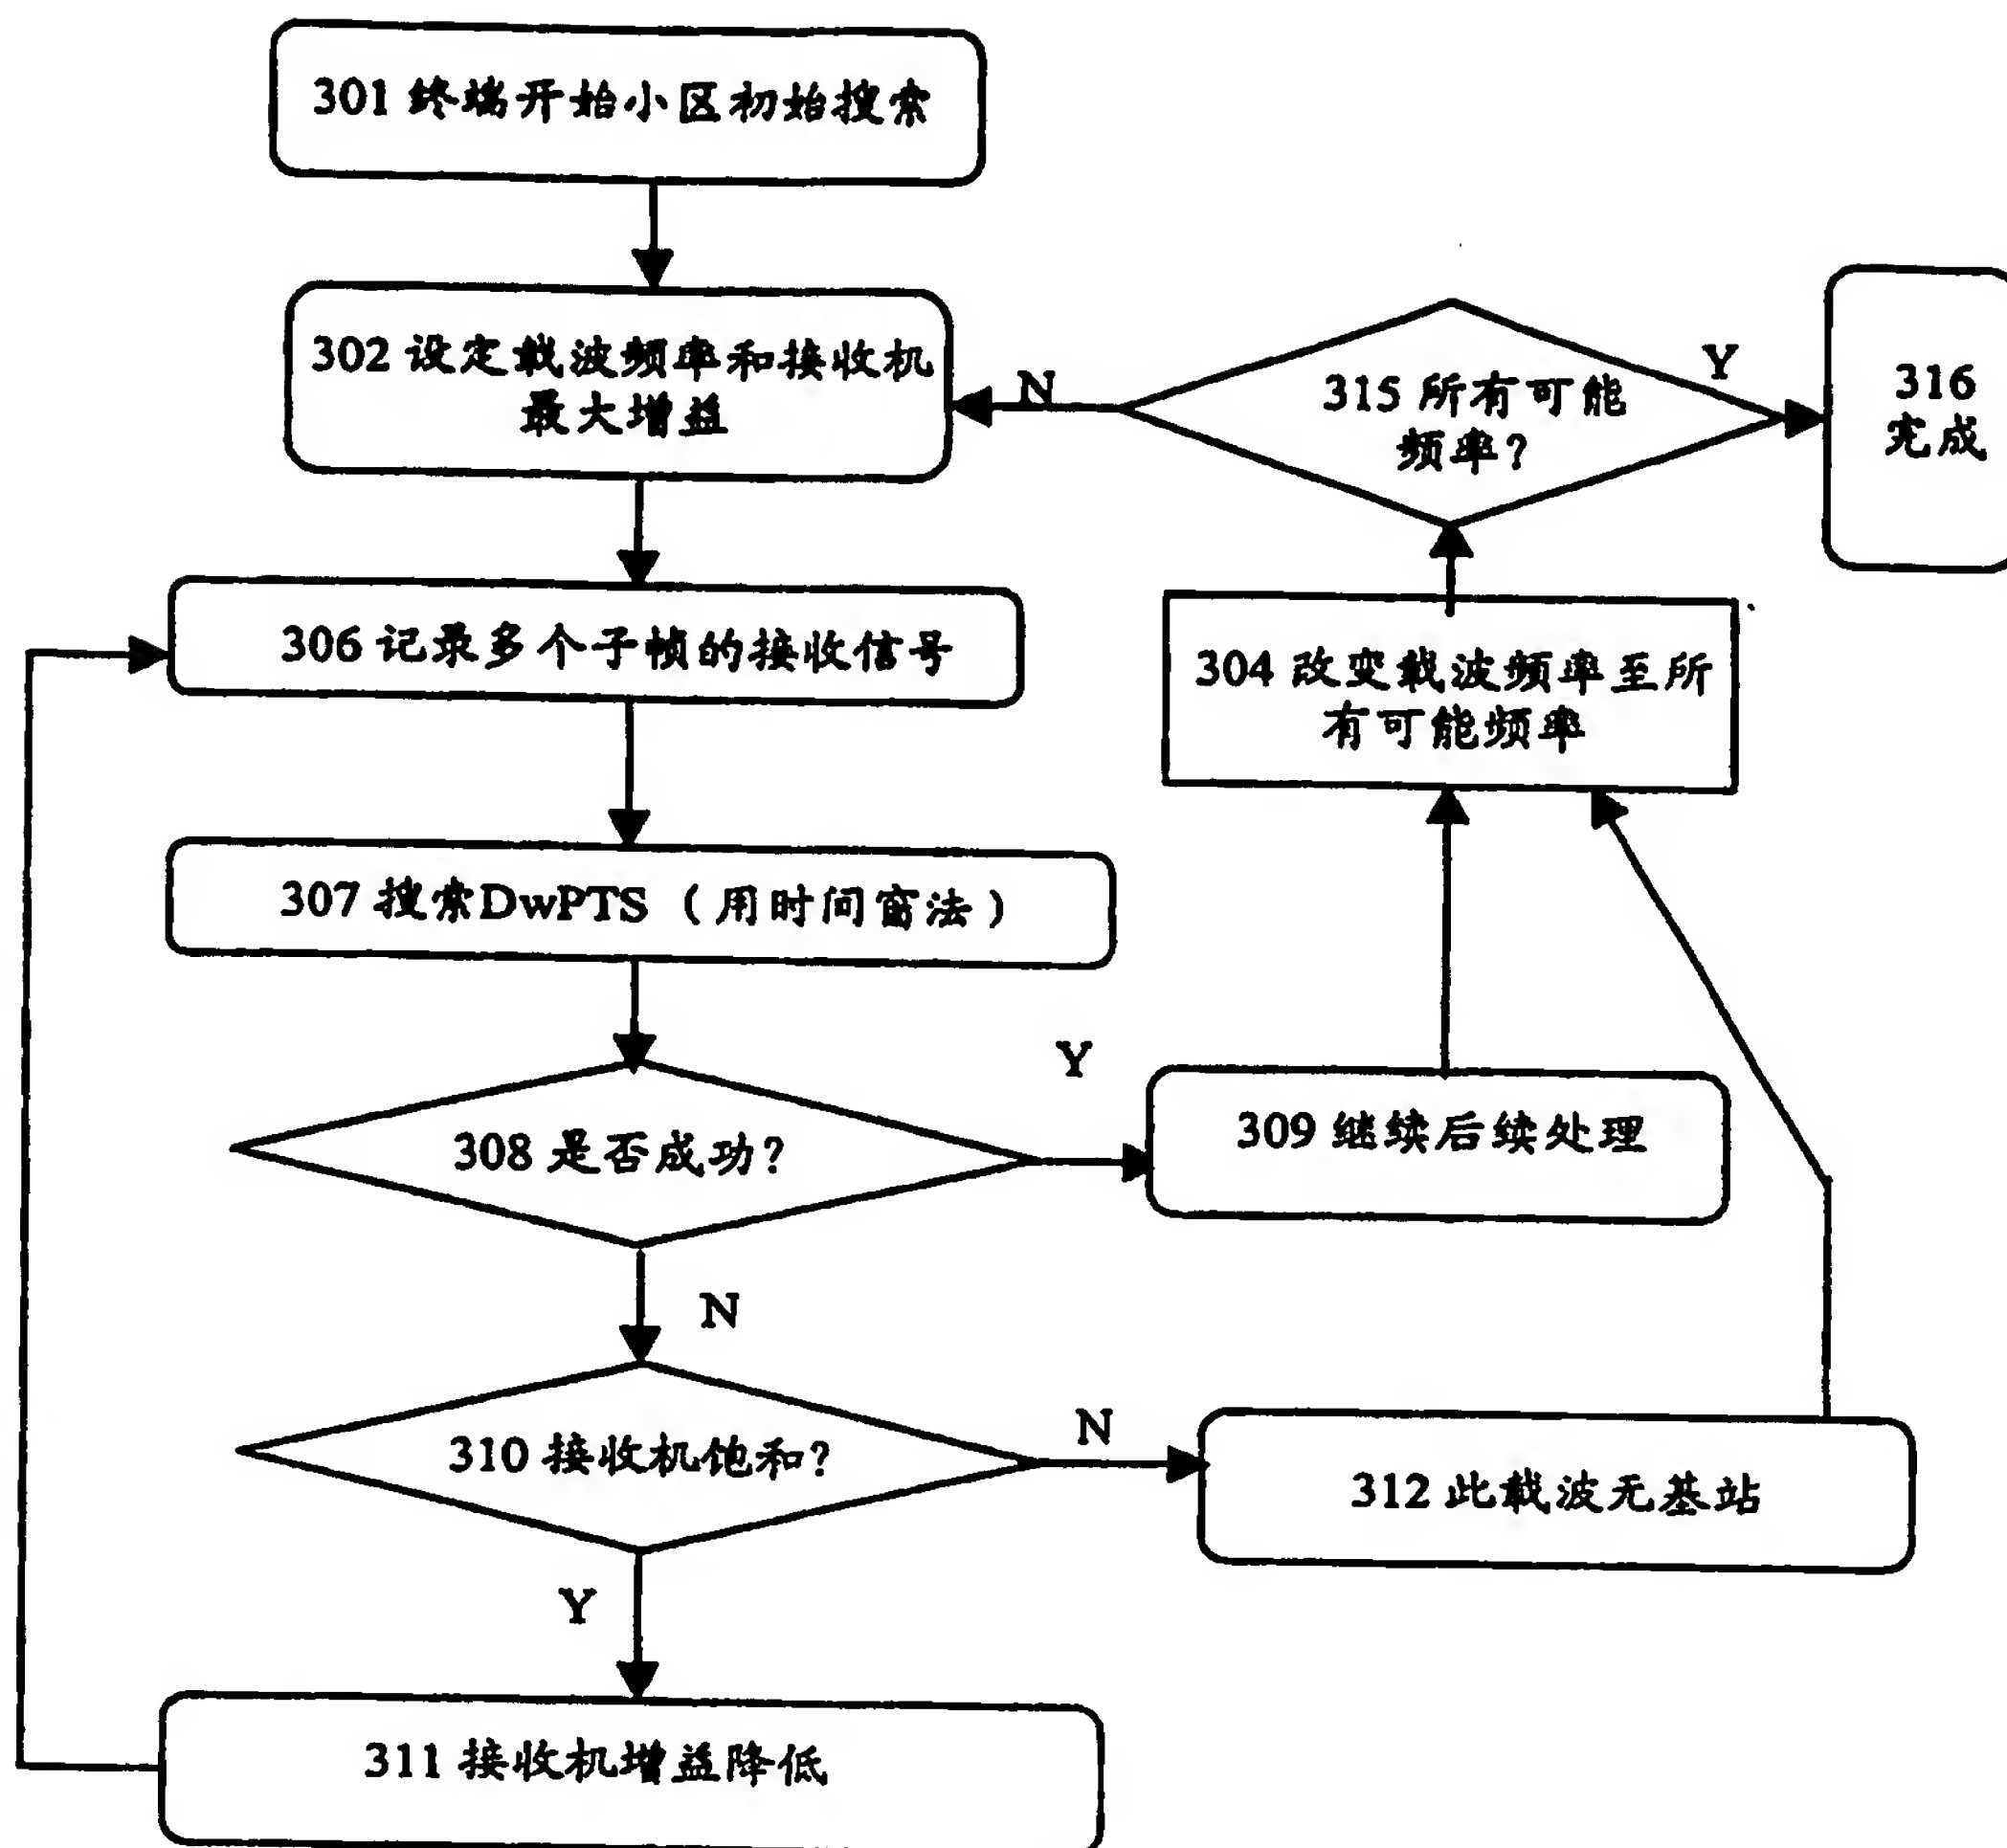 301 终端开始小区初始搜索
302 设定载波频率和接收机
最大增益
N
315 所有可能
频率?
Y
316
完成
306 记录多个子帧的接收信号
304 改变载波频率至所
有可能频率
307 搜索DwPTS（用时间窗法）
308 是否成功?
Y
309 继续后续处理
N
310 接收机饱和?
N
312 此载波无基站
Y
311 接收机增益降低